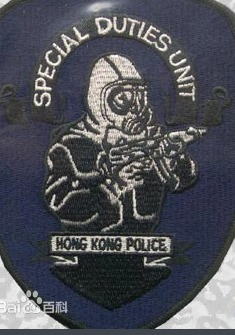 SPECIAL DUTIES UNIT
HONG KONG POLICE
Bai百科